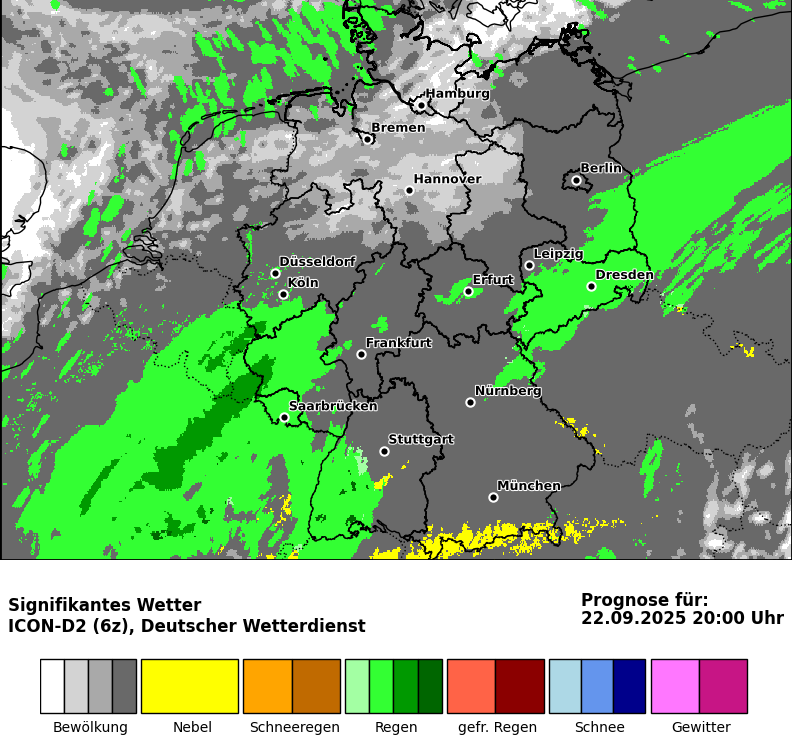 Hamburg
Bremen
Berlin
Hannover
Leipzig
Düsseldorf
Dresden
Köln
Erfurt
Frankfurt
Nürnberg
Saarbrücken
Stuttgart
München
Signifikantes Wetter
ICON-D2 (6z), Deutscher Wetterdienst
Prognose für:
22.09.2025 20:00 Uhr
Bewölkung Nebel Schneeregen Regen gefr. Regen Schnee Gewitter